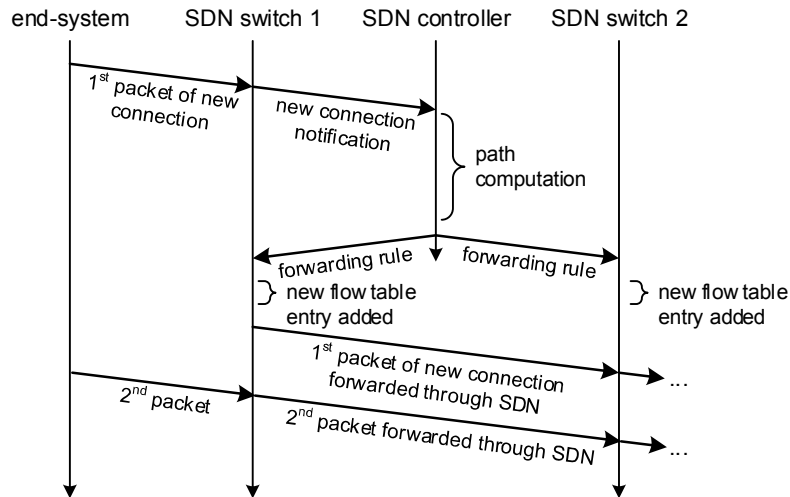 end-system
SDN switch 1
SDN controller
SDN switch 2
1st packet of new
connection
new connection
notification
path
computation
forwarding rule
forwarding rule
new flow table
entry added
new flow table
entry added
1st packet of new connection
forwarded through SDN
...
2nd packet
2nd packet forwarded through SDN
...